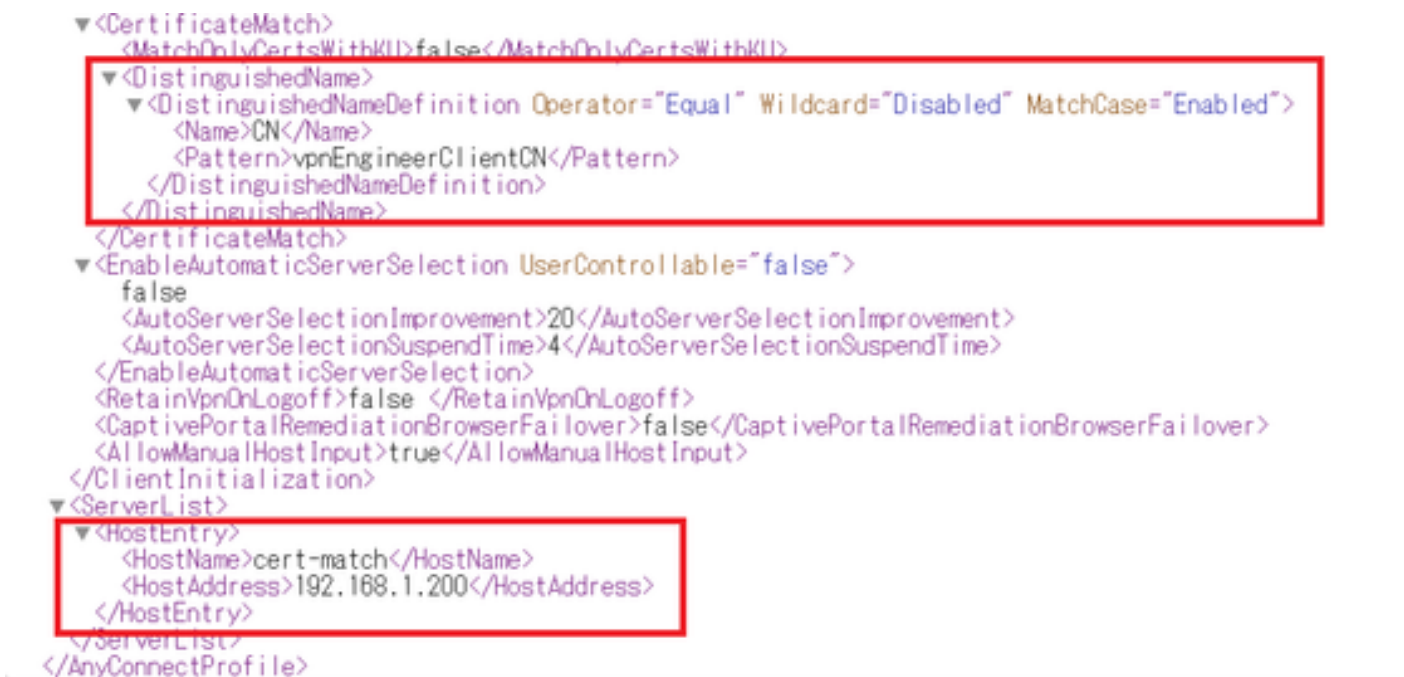 ▼<CertificateMatch>
<MatchOnlyCertsWithKU>false</MatchOnlyCertsWithKU>
▼<DistinguishedName>
▼<DistinguishedNameDefinition Operator="Equal" Wildcard="Disabled" MatchCase="Enabled">
<Name>CN</Name>
<Pattern>vpnEngineerClientCN</Pattern>
</DistinguishedNameDefinition>
</DistinguishedName>
</CertificateMatch>
▼<EnableAutomaticServerSelection UserControllable="false">
false
<AutoServerSelectionImprovement>20</AutoServerSelectionImprovement>
<AutoServerSelectionSuspendTime>4</AutoServerSelectionSuspendTime>
</EnableAutomaticServerSelection>
<RetainVpnOnLogoff>false </RetainVpnOnLogoff>
<CaptivePortalRemediationBrowserFailover>false</CaptivePortalRemediationBrowserFailover>
<AllowManualHostInput>true</AllowManualHostInput>
</ClientInitialization>
▼<ServerList>
▼<HostEntry>
<HostName>cert-match</HostName>
<HostAddress>192.168.1.200</HostAddress>
</HostEntry>
</ServerList>
</AnyConnectProfile>